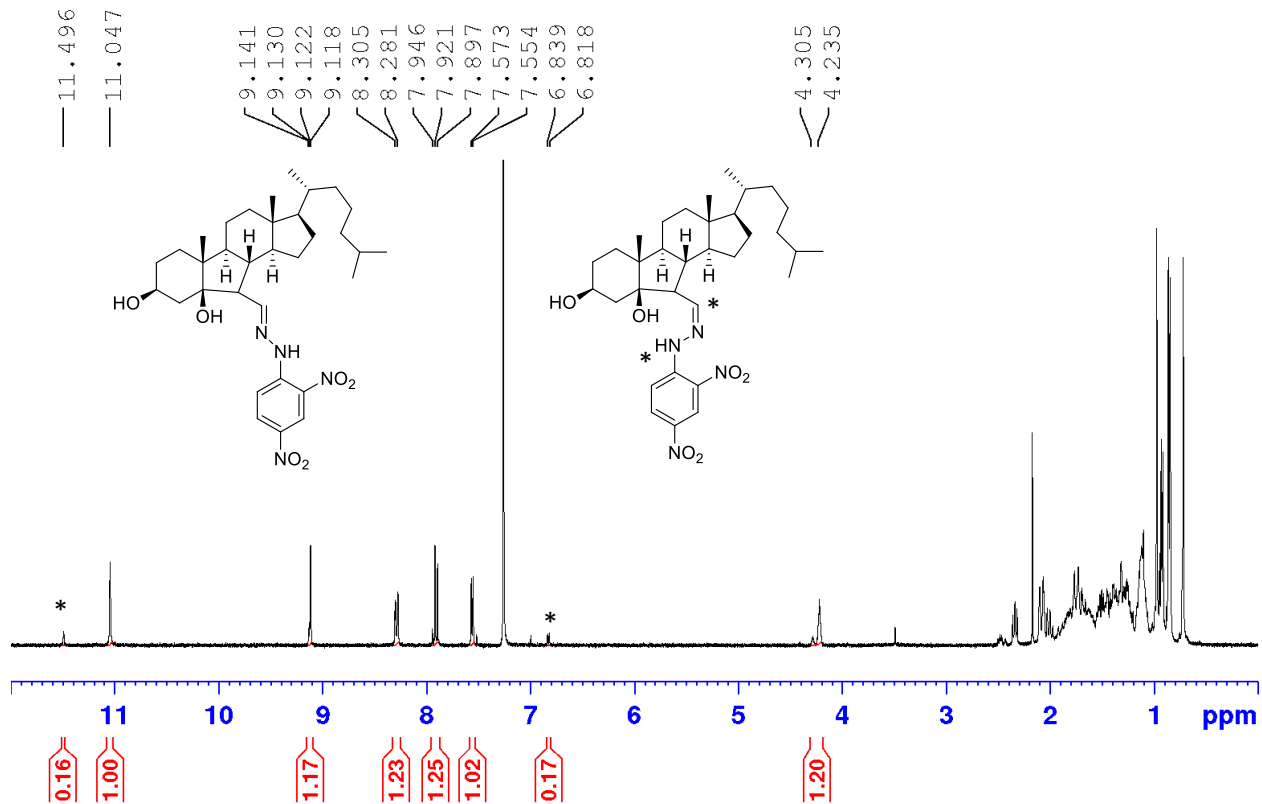 11.496
11.047
9.141
9.130
9.122
9.118
8.305
8.281
7.946
7.921
7.897
7.573
7.554
6.839
6.818
4.305
4.235
H
H
H
HO
OH
N
NH
NO2
NO2
H
H
H
HO
OH
*
N
HN
*
NO2
NO2
*
*
11 10 9 8 7 6 5 4 3 2 1 ppm
0.16
1.00
1.17
1.23
1.25
1.02
0.17
1.20